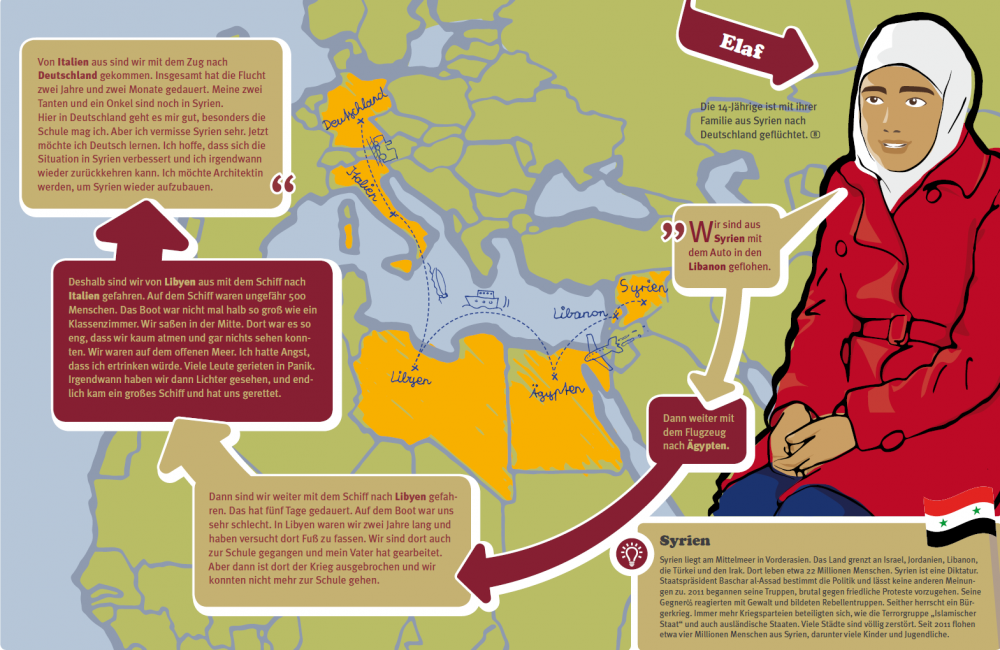 Elaf
Die 14-Jährige ist mit ihrer
Familie aus Syrien nach
Deutschland geflüchtet.
„Wir sind aus
Syrien mit
dem Auto in den
Libanon geflohen.
Dann weiter mit
dem Flugzeug
nach Ägypten.
Dann sind wir weiter mit dem Schiff nach Libyen gefah-
ren. Das hat fünf Tage gedauert. Auf dem Boot war uns
sehr schlecht. In Libyen waren wir zwei Jahre lang und
haben versucht dort Fuß zu fassen. Wir sind dort auch
zur Schule gegangen und mein Vater hat gearbeitet.
Aber dann ist dort der Krieg ausgebrochen und wir
konnten nicht mehr zur Schule gehen.
Deshalb sind wir von Libyen aus mit dem Schiff nach
Italien gefahren. Auf dem Schiff waren ungefähr 500
Menschen. Das Boot war nicht mal halb so groß wie ein
Klassenzimmer. Wir saßen in der Mitte. Dort war es so
eng, dass wir kaum atmen und gar nichts sehen konn-
ten. Wir waren auf dem offenen Meer. Ich hatte Angst,
dass ich ertrinken würde. Viele Leute gerieten in Panik.
Irgendwann haben wir dann Lichter gesehen, und end-
lich kam ein großes Schiff und hat uns gerettet.
Von Italien aus sind wir mit dem Zug nach
Deutschland gekommen. Insgesamt hat die Flucht
zwei Jahre und zwei Monate gedauert. Meine zwei
Tanten und ein Onkel sind noch in Syrien.
Hier in Deutschland geht es mir gut, besonders die
Schule mag ich. Aber ich vermisse Syrien sehr. Jetzt
möchte ich Deutsch lernen. Ich hoffe, dass sich die
Situation in Syrien verbessert und ich irgendwann
wieder zurückkehren kann. Ich möchte Architektin
werden, um Syrien wieder aufzubauen.“
Deutschland
Italien
Syrien
Libanon
Libyen
Ägypten
Syrien
Syrien liegt am Mittelmeer in Vorderasien. Das Land grenzt an Israel, Jordanien, Libanon,
die Türkei und den Irak. Dort leben etwa 22 Millionen Menschen. Syrien ist eine Diktatur.
Staatspräsident Baschar al-Assad bestimmt die Politik und lässt keine anderen Meinun-
gen zu. 2011 begannen seine Truppen, brutal gegen friedliche Proteste vorzugehen. Seine
reagierten mit Gewalt und bildeten Rebellentruppen. Seither herrscht ein Bür-
gerkrieg. Immer mehr Kriegsparteien beteiligten sich, wie die Terrorgruppe „Islamischer
Staat“ und auch ausländische Staaten. Viele Städte sind völlig zerstört. Seit 2011 flohen
etwa vier Millionen Menschen aus Syrien, darunter viele Kinder und Jugendliche.